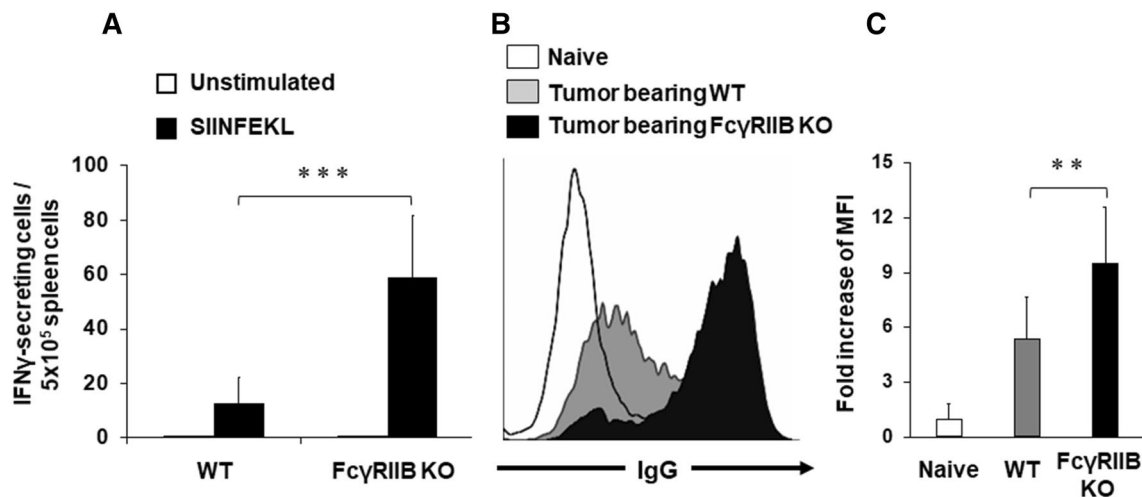 A
Unstimulated
SIINFEKL
IFNγ-secreting cells /
5x10⁵ spleen cells
100
80
60
40
20
0
***
WT
FcγRIIB KO
B
Naive
Tumor bearing WT
Tumor bearing FcγRIIB KO
IgG
C
Fold increase of MFI
15
12
9
6
3
0
**
Naive
WT
FcγRIIB
KO